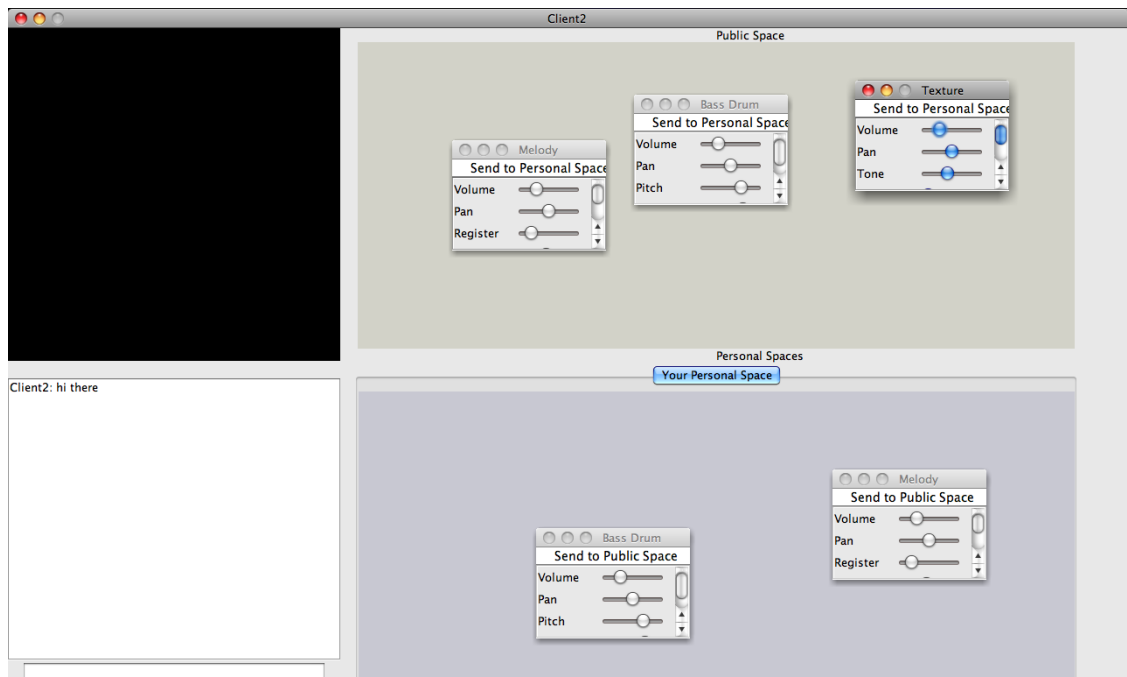 Client2
Public Space
Texture
Send to Personal Space
Volume
Pan
Tone
Bass Drum
Send to Personal Space
Volume
Pan
Pitch
Melody
Send to Personal Space
Volume
Pan
Register
Personal Spaces
Your Personal Space
Client2: hi there
Melody
Send to Public Space
Volume
Pan
Register
Bass Drum
Send to Public Space
Volume
Pan
Pitch